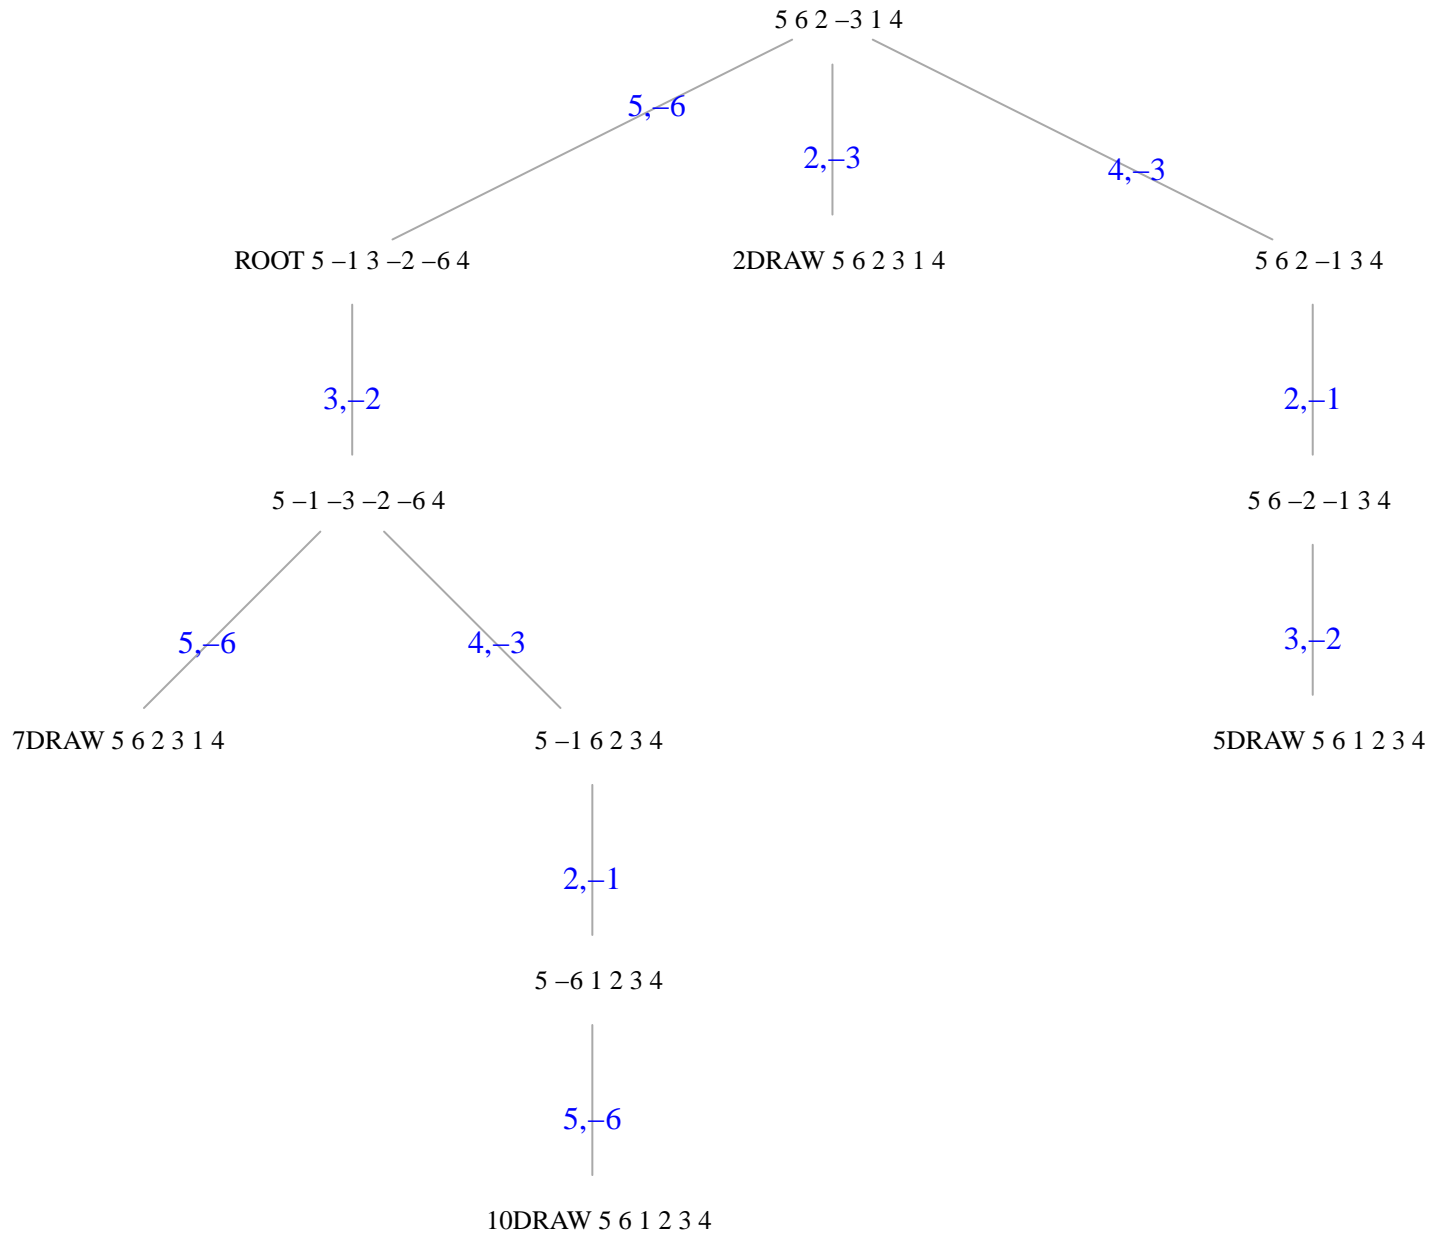 5 6 2 –3 1 4
5,–6
2,–3
4,–3
ROOT 5 –1 3 –2 –6 4
2DRAW 5 6 2 3 1 4
5 6 2 –1 3 4
3,–2
2,–1
5 –1 –3 –2 –6 4
5 6 –2 –1 3 4
5,–6
4,–3
3,–2
7DRAW 5 6 2 3 1 4
5 –1 6 2 3 4
5DRAW 5 6 1 2 3 4
2,–1
5 –6 1 2 3 4
5,–6
10DRAW 5 6 1 2 3 4